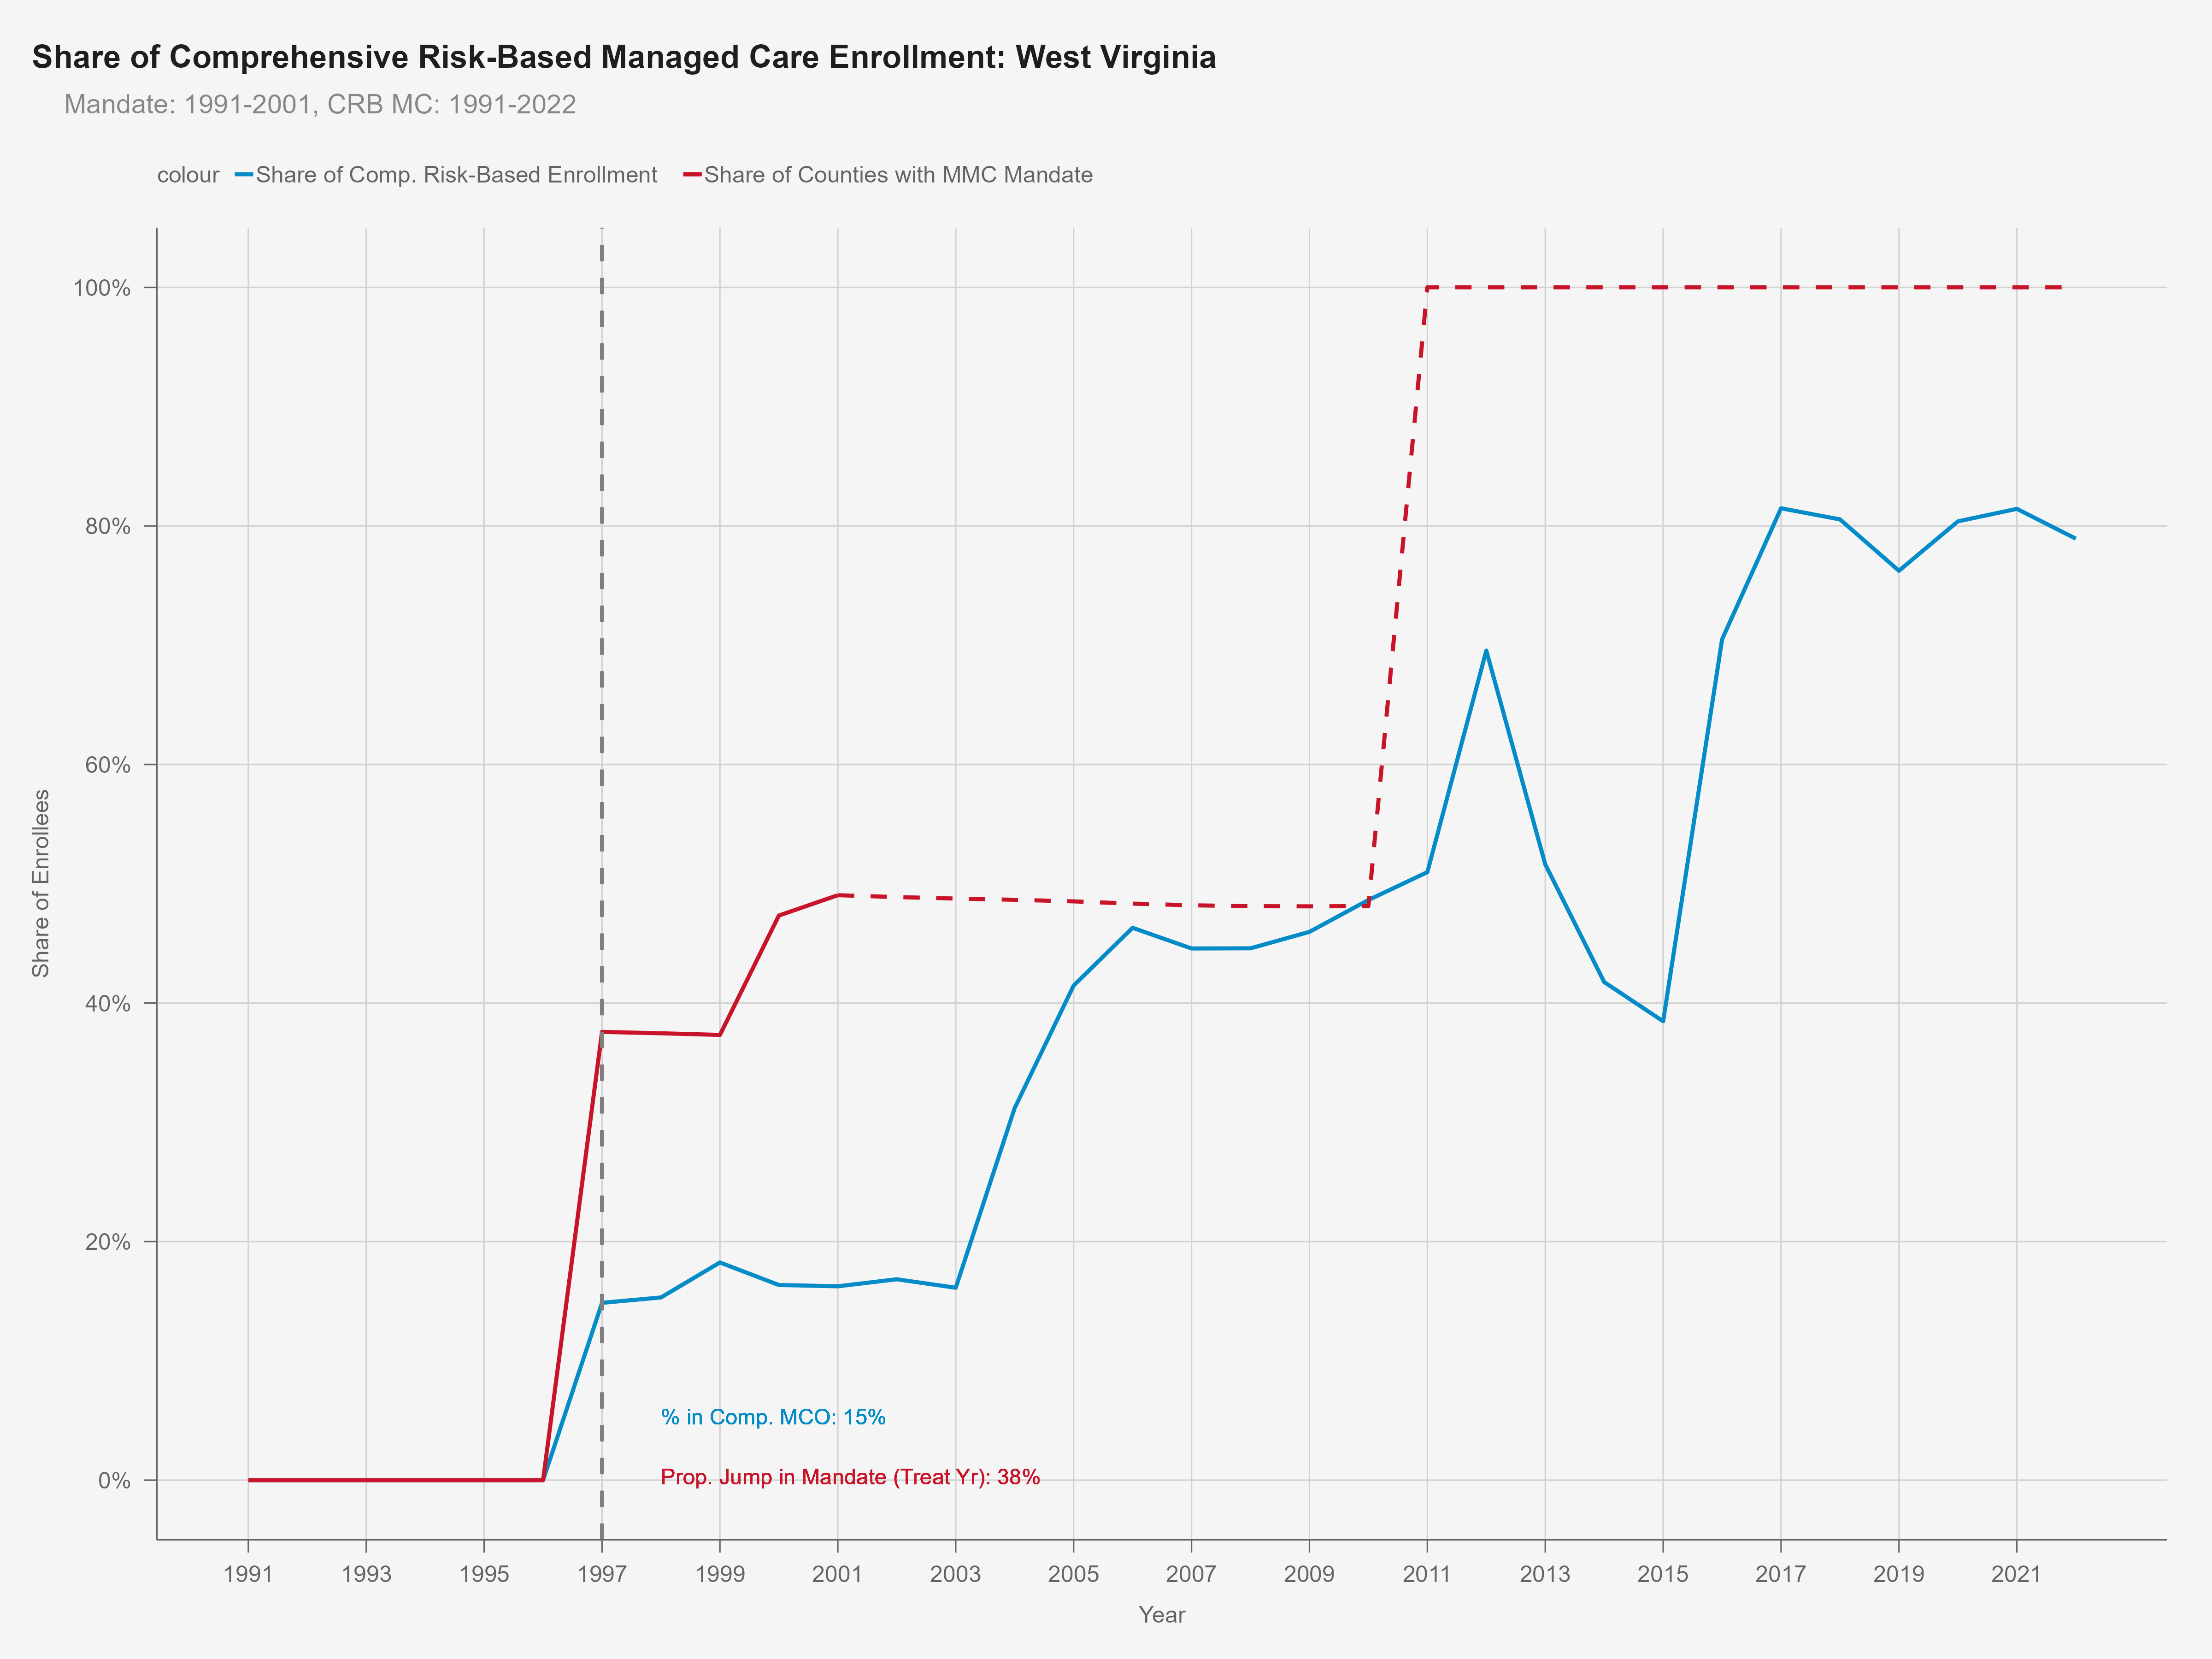 Share of Comprehensive Risk-Based Managed Care Enrollment: West Virginia
Mandate: 1991-2001, CRB MC: 1991-2022
colour Share of Comp. Risk-Based Enrollment Share of Counties with MMC Mandate
100%
80%
60%
40%
20%
0%
Share of Enrollees
% in Comp. MCO: 15%
Prop. Jump in Mandate (Treat Yr): 38%
1991 1993 1995 1997 1999 2001 2003 2005 2007 2009 2011 2013 2015 2017 2019 2021
Year